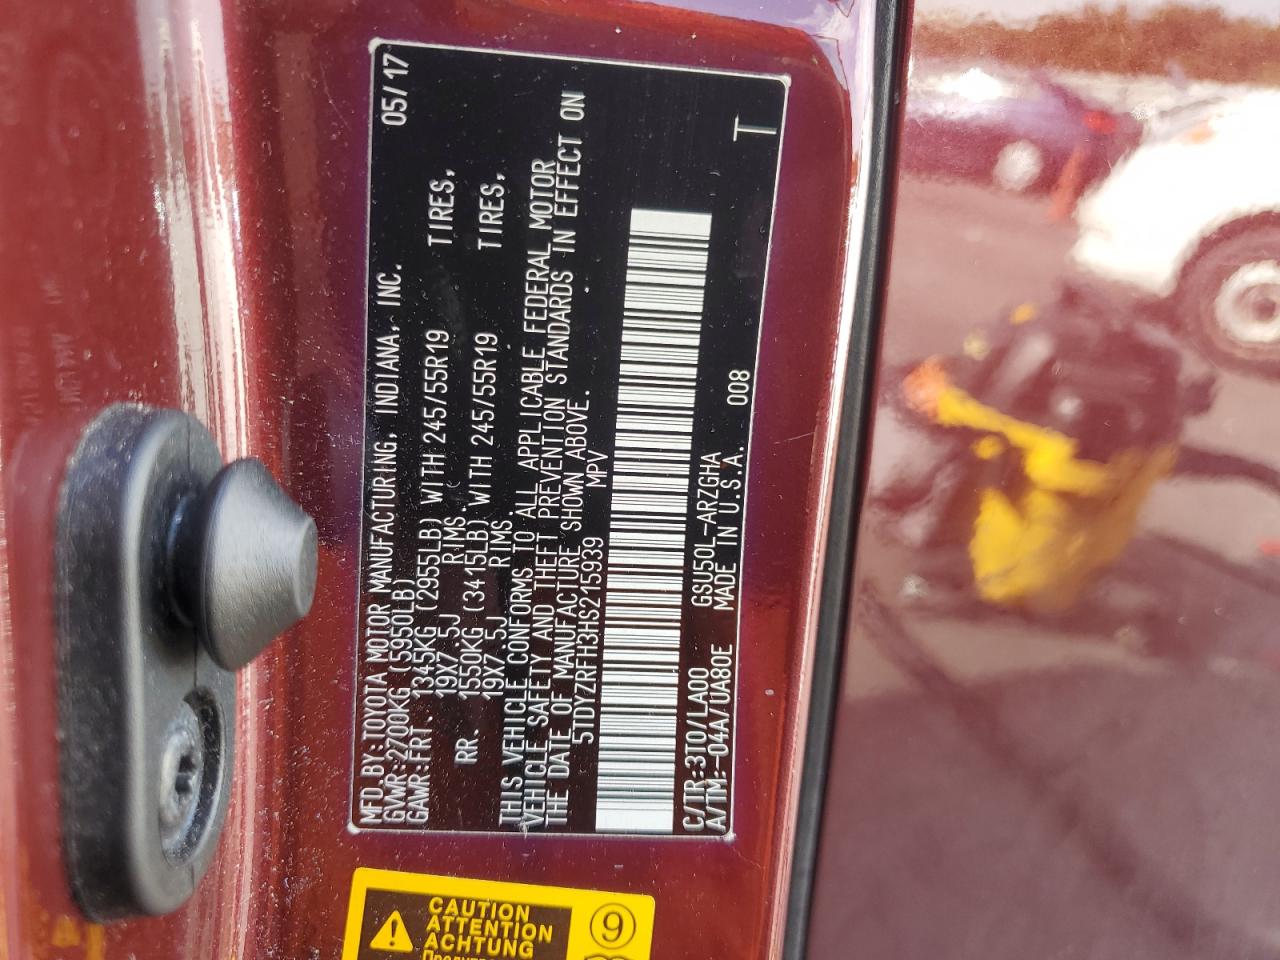 MFD.BY:TOYOTA MOTOR MANUFACTURING, INDIANA, INC. 05/17
GVWR:2700KG(5950LB)
GAWR:FRT. 1345KG (2955LB) WITH 245/55R19 TIRES,
19X7.5J RIMS
RR. 1550KG (3415LB) WITH 245/55R19 TIRES,
19X7.5J RIMS.
THIS VEHICLE CONFORMS TO ALL APPLICABLE FEDERAL MOTOR
VEHICLE SAFETY AND THEFT PREVENTION STANDARDS IN EFFECT ON
THE DATE OF MANUFACTURE SHOWN ABOVE.
5TDYZRFH3HS215939 MPV
C/TR:3T0/LA00 GSU50L-ARZGHA
A/TM:-04A/UA80E MADE IN U.S.A. 008 T
CAUTION
ATTENTION
ACHTUNG
9